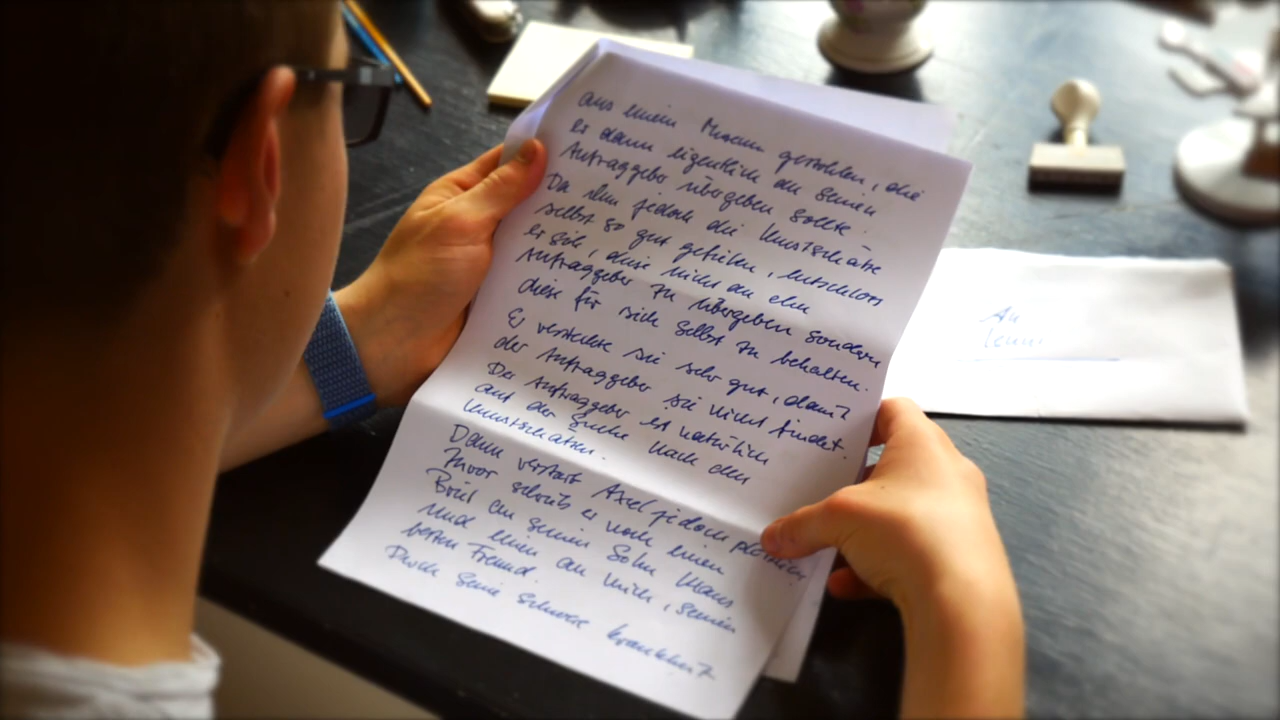 aus einem Museum gestohlen, die
er dann eigentlich an seinen
Auftraggeber übergeben sollte.
Da ihm jedoch die Kunstschätze
selbst so gut gefielen, entschloss
er sich, diese nicht an den
Auftraggeber zu übergeben sondern
diese für sich selbst zu behalten.
Er versteckte sie sehr gut, damit
der Auftraggeber sie nicht findet.
Der Auftraggeber ist natürlich
auf der Suche nach den
Kunstschätzen.
Dann verstarb Axel jedoch plötzlich
Zuvor schrieb er noch einen
Brief an seinen Sohn Klaus
und einen an mich, seinen
besten Freund.
Durch seine schwere Krankheit
An
Lenni